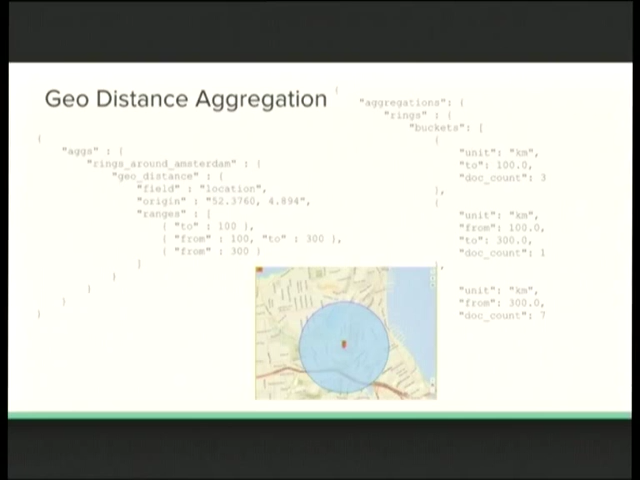 Geo Distance Aggregation
{
"aggs" : {
"rings_around_amsterdam" : {
"geo_distance" : {
"field" : "location",
"origin" : "52.3760, 4.894",
"ranges" : [
{ "to" : 100 },
{ "from" : 100, "to" : 300 },
{ "from" : 300 }
]
}
}
}
}
{
"aggregations": {
"rings" : {
"buckets": [
{
"unit": "km",
"to": 100.0,
"doc_count": 3
},
{
"unit": "km",
"from": 100.0,
"to": 300.0,
"doc_count": 1
},
"unit": "km",
"from": 300.0,
"doc_count": 7